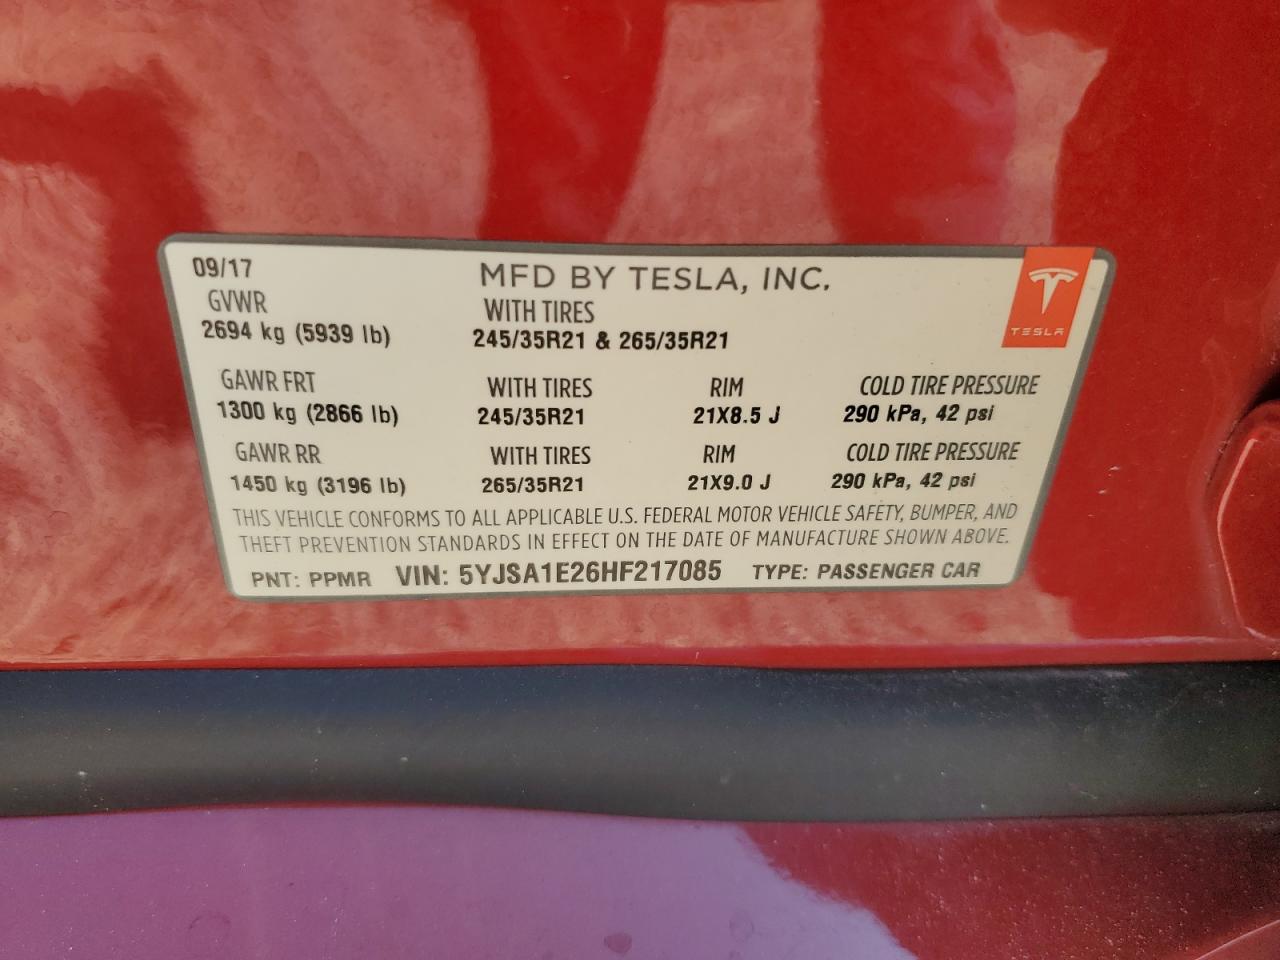 09/17 MFD BY TESLA, INC.
GVWR WITH TIRES
2694 kg (5939 lb) 245/35R21 & 265/35R21
TESLA
GAWR FRT WITH TIRES RIM COLD TIRE PRESSURE
1300 kg (2866 lb) 245/35R21 21X8.5 J 290 kPa, 42 psi
GAWR RR WITH TIRES RIM COLD TIRE PRESSURE
1450 kg (3196 lb) 265/35R21 21X9.0 J 290 kPa, 42 psi
THIS VEHICLE CONFORMS TO ALL APPLICABLE U.S. FEDERAL MOTOR VEHICLE SAFETY, BUMPER, AND
THEFT PREVENTION STANDARDS IN EFFECT ON THE DATE OF MANUFACTURE SHOWN ABOVE.
PNT: PPMR VIN: 5YJSA1E26HF217085 TYPE: PASSENGER CAR